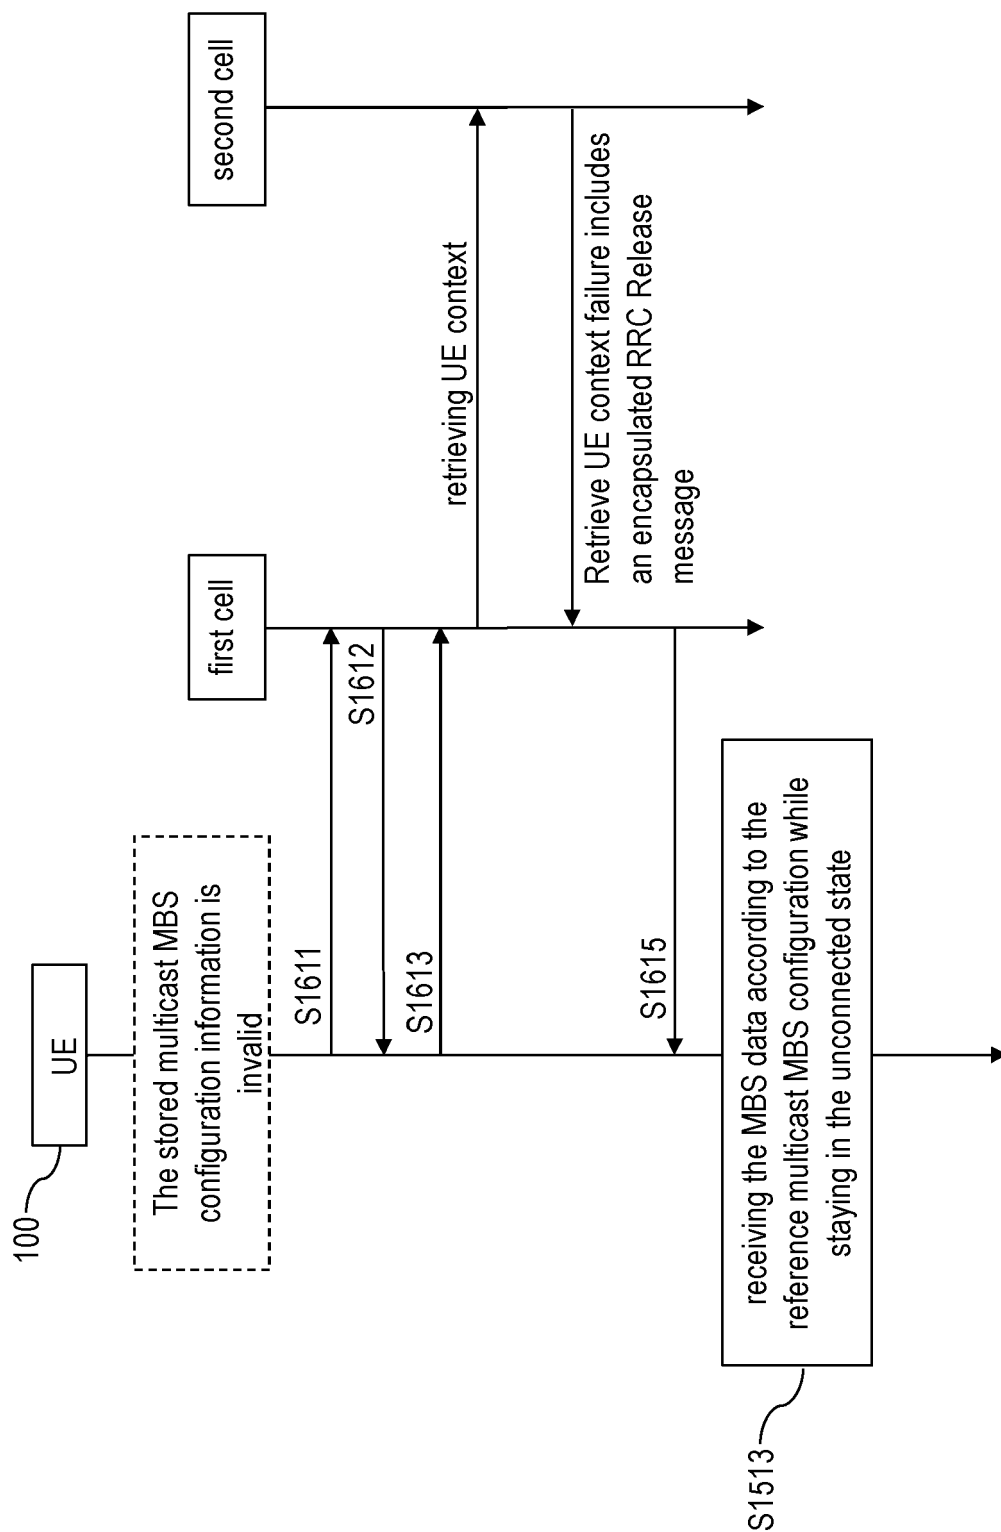 100
UE
first cell
second cell
The stored multicast MBS
configuration information is
invalid
S1611
S1612
S1613
retrieving UE context
Retrieve UE context failure includes
an encapsulated RRC Release
message
S1615
S1513
receiving the MBS data according to the
reference multicast MBS configuration while
staying in the unconnected state